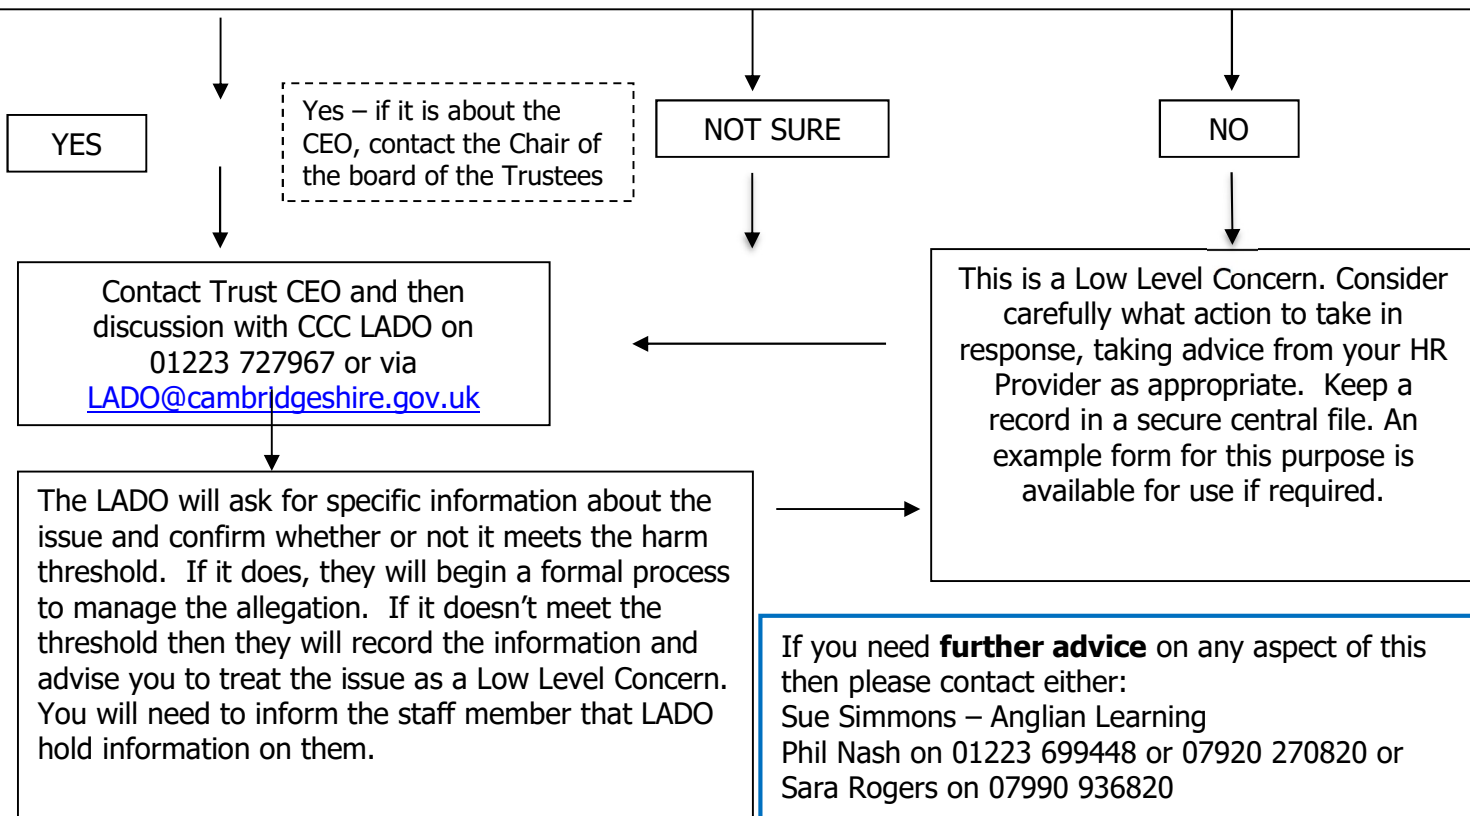 YES
Yes – if it is about the
CEO, contact the Chair of
the board of the Trustees
NOT SURE
NO
Contact Trust CEO and then
discussion with CCC LADO on
01223 727967 or via
LADO@cambridgeshire.gov.uk
This is a Low Level Concern. Consider
carefully what action to take in
response, taking advice from your HR
Provider as appropriate.  Keep a
record in a secure central file. An
example form for this purpose is
available for use if required.
The LADO will ask for specific information about the
issue and confirm whether or not it meets the harm
threshold.  If it does, they will begin a formal process
to manage the allegation.  If it doesn’t meet the
threshold then they will record the information and
advise you to treat the issue as a Low Level Concern.
You will need to inform the staff member that LADO
hold information on them.
If you need further advice on any aspect of this
then please contact either:
Sue Simmons – Anglian Learning
Phil Nash on 01223 699448 or 07920 270820 or
Sara Rogers on 07990 936820